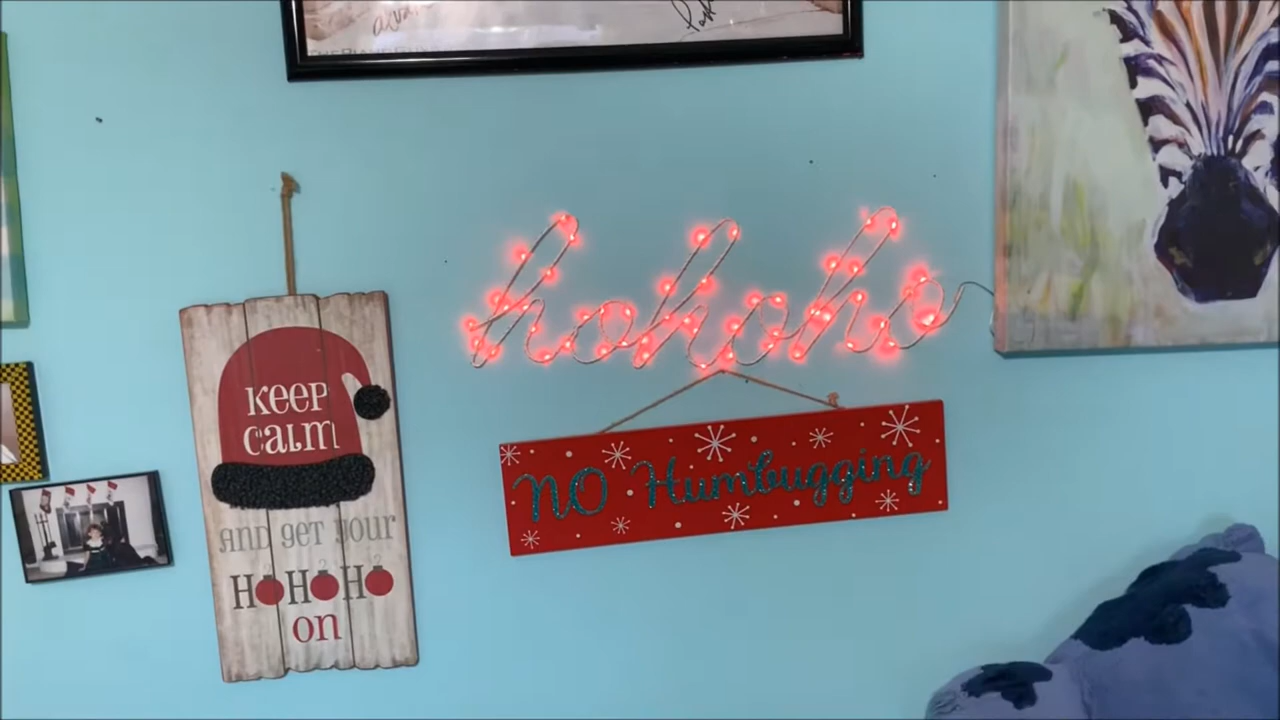 hohoho
KEEP
CALM
AND get your
HOHOHO
on
NO Humbugging